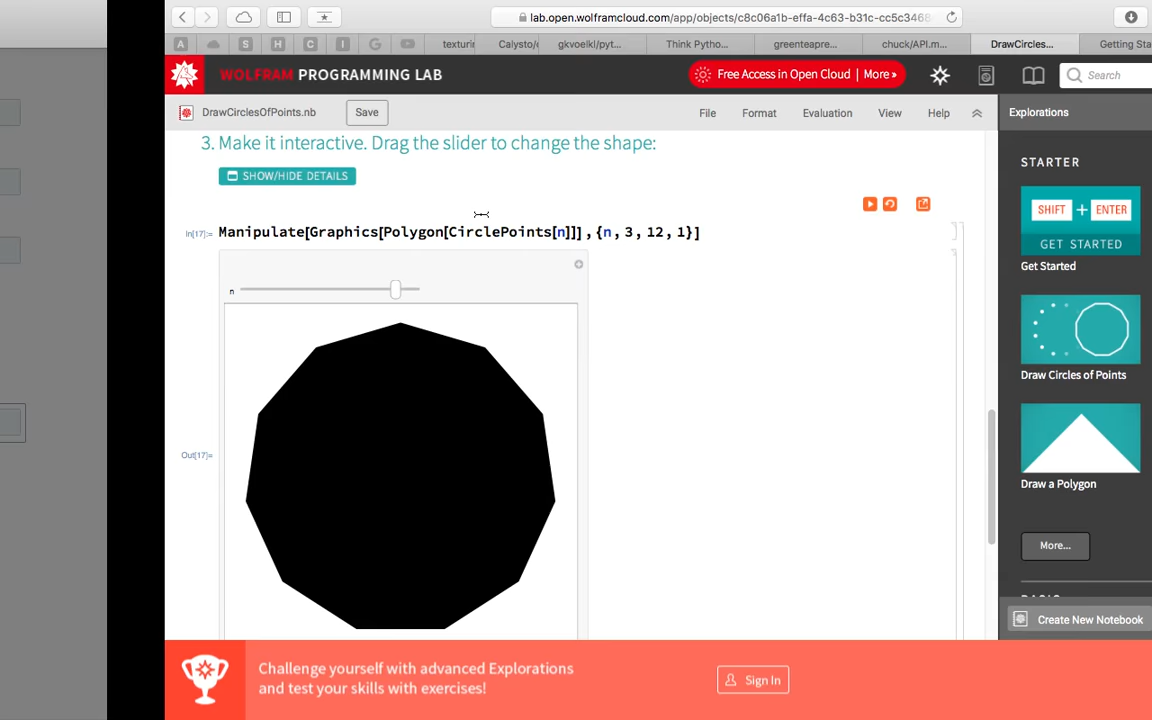 lab.open.wolframcloud.com/app/objects/c8c06a1b-effa-4c63-b31c-cc5c3468
A S H C I G texturir Calysto/c gkvoelkl/pyt... Think Pytho... greenteapre... chuck/API.m... DrawCircles... Getting Sta
WOLFRAM PROGRAMMING LAB
Free Access in Open Cloud | More »
Search
DrawCirclesOfPoints.nb
Save
File Format Evaluation View Help
Explorations
3. Make it interactive. Drag the slider to change the shape:
SHOW/HIDE DETAILS
In[17]:= Manipulate[Graphics[Polygon[CirclePoints[n]]], {n, 3, 12, 1}]
n
Out[17]=
STARTER
SHIFT + ENTER
GET STARTED
Get Started
Draw Circles of Points
Draw a Polygon
More...
Create New Notebook
Challenge yourself with advanced Explorations
and test your skills with exercises!
Sign In